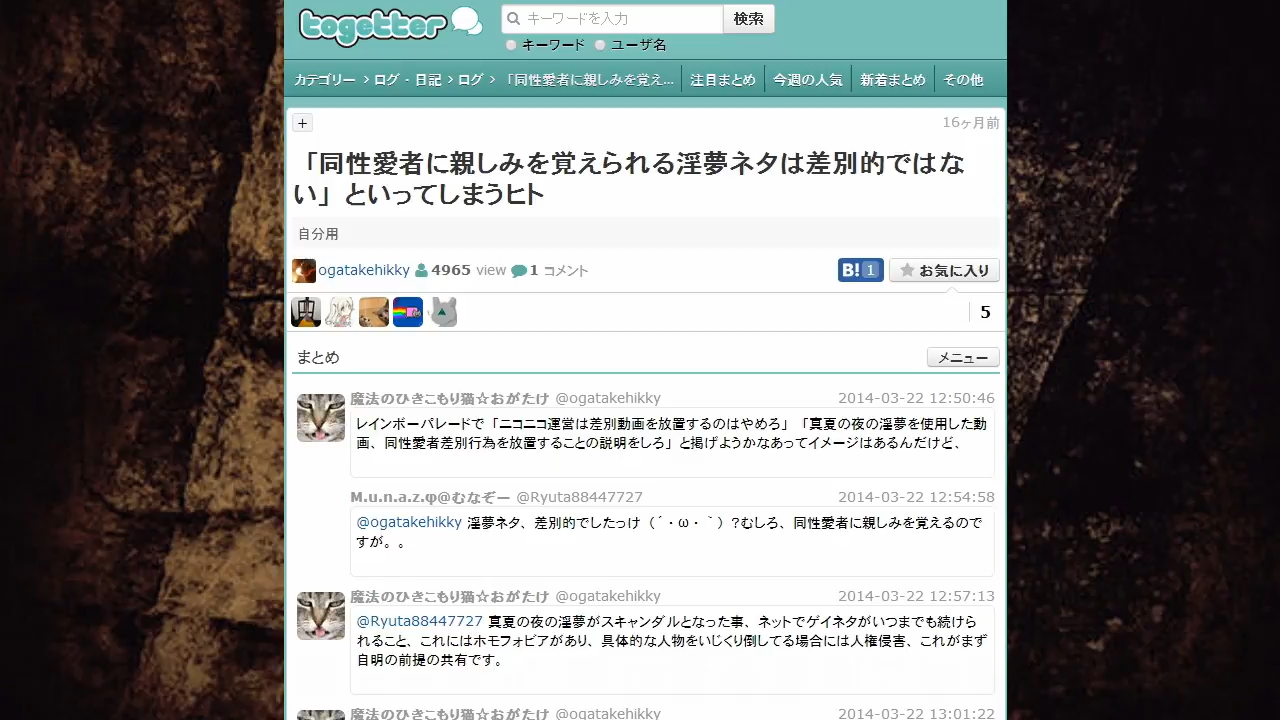 togetter
キーワードを入力
検索
キーワード
ユーザ名
カテゴリー › ログ・日記 › ログ › 「同性愛者に親しみを覚え...
注目まとめ
今週の人気
新着まとめ
その他
+
16ヶ月前
「同性愛者に親しみを覚えられる淫夢ネタは差別的ではな
い」といってしまうヒト
自分用
ogatakehikky 4965 view 1 コメント
B! 1
お気に入り
5
まとめ
メニュー
魔法のひきこもり猫☆おがたけ @ogatakehikky 2014-03-22 12:50:46
レインボーパレードで「ニコニコ運営は差別動画を放置するのはやめろ」「真夏の夜の淫夢を使用した動
画、同性愛者差別行為を放置することの説明をしろ」と掲げようかなあってイメージはあるんだけど、
M.u.n.a.z.φ@むなぞー @Ryuta88447727 2014-03-22 12:54:58
@ogatakehikky 淫夢ネタ、差別的でしたっけ（´・ω・｀）？むしろ、同性愛者に親しみを覚えるので
すが。。
魔法のひきこもり猫☆おがたけ @ogatakehikky 2014-03-22 12:57:13
@Ryuta88447727 真夏の夜の淫夢がスキャンダルとなった事、ネットでゲイネタがいつまでも続けら
れること、これにはホモフォビアがあり、具体的な人物をいじくり倒してる場合には人権侵害、これがまず
自明の前提の共有です。
魔法のひきこもり猫☆おがたけ @ogatakehikky 2014-03-22 13:01:22